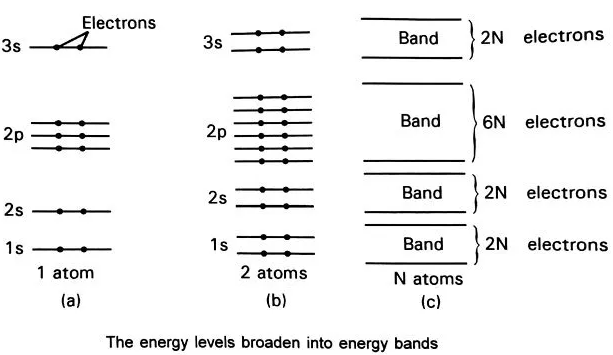 Electrons
3s
3s
Band
2N electrons
2p
2p
Band
6N electrons
2s
2s
Band
2N electrons
1s
1s
Band
2N electrons
1 atom
2 atoms
N atoms
(a)
(b)
(c)
The energy levels broaden into energy bands